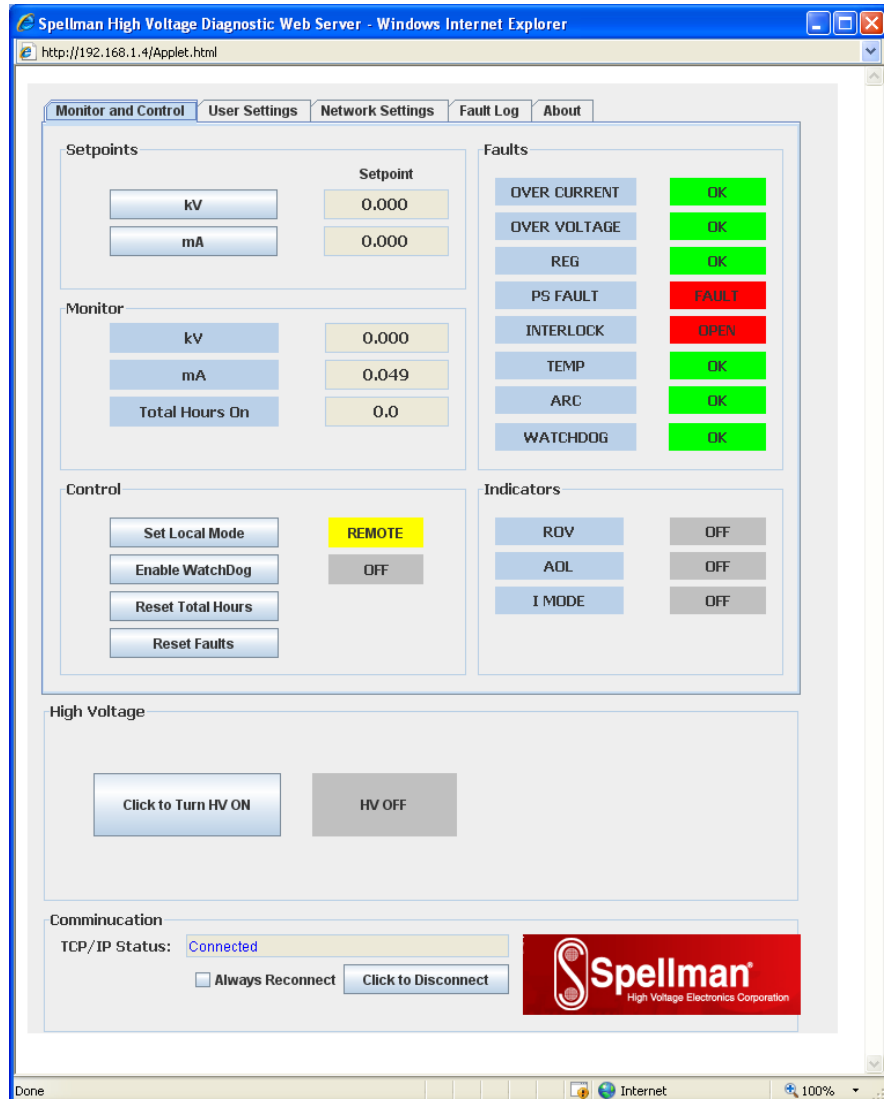 Spellman High Voltage Diagnostic Web Server - Windows Internet Explorer
http://192.168.1.4/Applet.html
Monitor and Control User Settings Network Settings Fault Log About
Setpoints
Setpoint
kV 0.000
mA 0.000
Monitor
kV 0.000
mA 0.049
Total Hours On 0.0
Faults
OVER CURRENT OK
OVER VOLTAGE OK
REG OK
PS FAULT FAULT
INTERLOCK OPEN
TEMP OK
ARC OK
WATCHDOG OK
Control
Set Local Mode REMOTE
Enable WatchDog OFF
Reset Total Hours
Reset Faults
Indicators
ROV OFF
AOL OFF
I MODE OFF
High Voltage
Click to Turn HV ON HV OFF
Comminucation
TCP/IP Status: Connected
Always Reconnect Click to Disconnect
Spellman®
High Voltage Electronics Corporation
Done Internet 100%